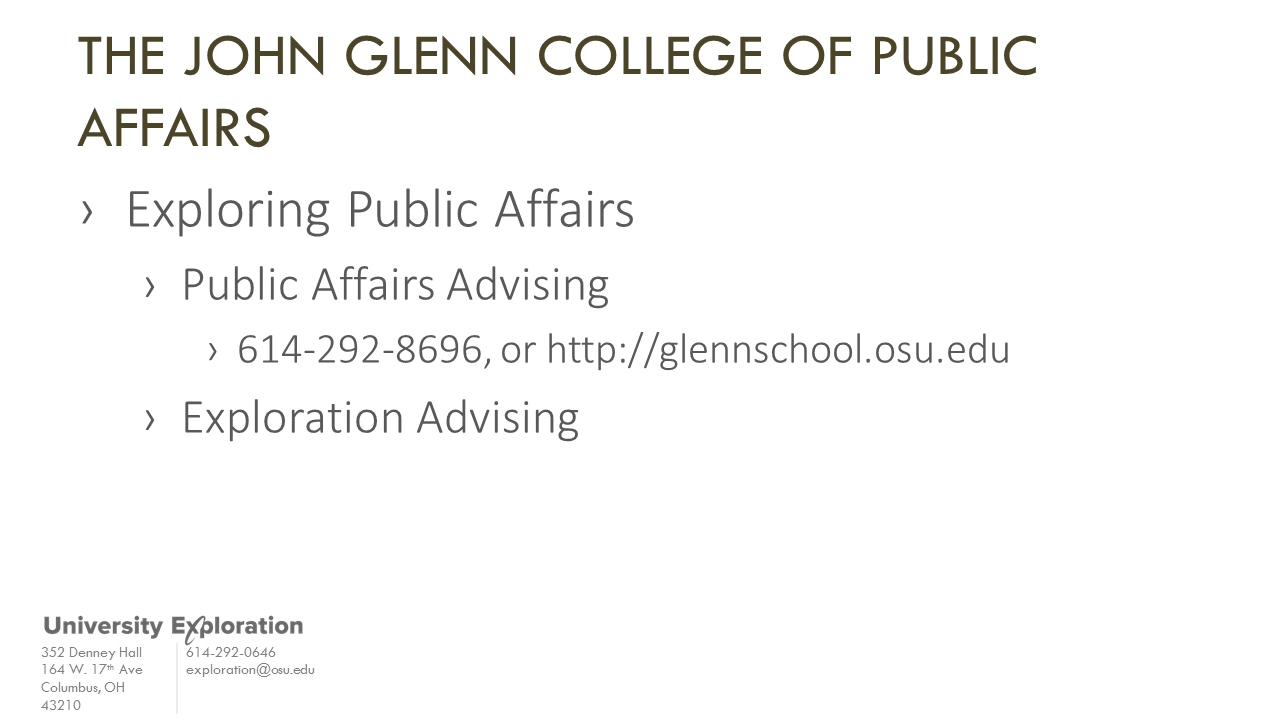 THE JOHN GLENN COLLEGE OF PUBLIC
AFFAIRS
› Exploring Public Affairs
› Public Affairs Advising
› 614-292-8696, or http://glennschool.osu.edu
› Exploration Advising
University Exploration
352 Denney Hall
164 W. 17th Ave
Columbus, OH
43210
614-292-0646
exploration@osu.edu